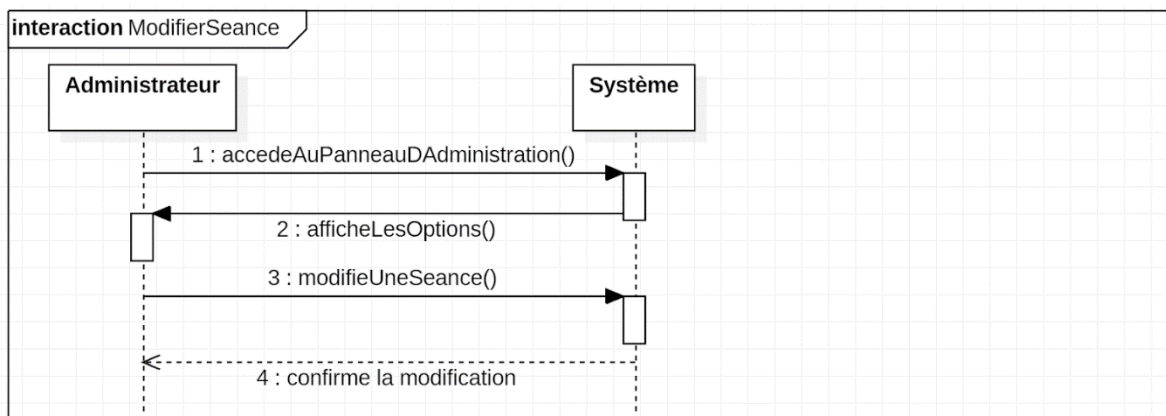 interaction ModifierSeance
Administrateur
Système
1 : accedeAuPanneauDAdministration()
2 : afficheLesOptions()
3 : modifieUneSeance()
4 : confirme la modification